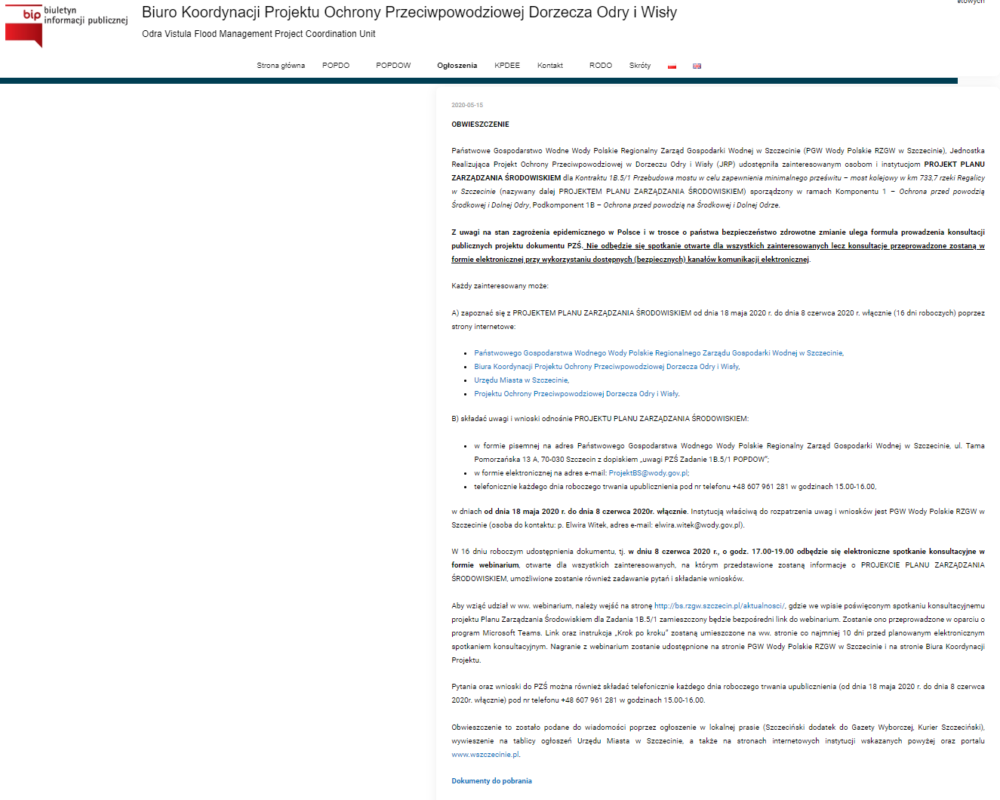 etowych
bip biuletyn
informacji publicznej
Biuro Koordynacji Projektu Ochrony Przeciwpowodziowej Dorzecza Odry i Wisły
Odra Vistula Flood Management Project Coordination Unit
Strona główna POPDO POPDOW Ogłoszenia KPDEE Kontakt RODO Skróty
2020-05-15
OBWIESZCZENIE
Państwowe Gospodarstwo Wodne Wody Polskie Regionalny Zarząd Gospodarki Wodnej w Szczecinie (PGW Wody Polskie RZGW w Szczecinie), Jednostka
Realizująca Projekt Ochrony Przeciwpowodziowej w Dorzeczu Odry i Wisły (JRP) udostępniła zainteresowanym osobom i instytucjom PROJEKT PLANU
ZARZĄDZANIA ŚRODOWISKIEM dla Kontraktu 1B.5/1 Przebudowa mostu w celu zapewnienia minimalnego prześwitu – most kolejowy w km 733,7 rzeki Regalicy
w Szczecinie (nazywany dalej PROJEKTEM PLANU ZARZĄDZANIA ŚRODOWISKIEM) sporządzony w ramach Komponentu 1 – Ochrona przed powodzią
Środkowej i Dolnej Odry, Podkomponent 1B – Ochrona przed powodzią na Środkowej i Dolnej Odrze.
Z uwagi na stan zagrożenia epidemicznego w Polsce i w trosce o państwa bezpieczeństwo zdrowotne zmianie ulega formuła prowadzenia konsultacji
publicznych projektu dokumentu PZŚ. Nie odbędzie się spotkanie otwarte dla wszystkich zainteresowanych lecz konsultacje przeprowadzone zostaną w
formie elektronicznej przy wykorzystaniu dostępnych (bezpiecznych) kanałów komunikacji elektronicznej.
Każdy zainteresowany może:
A) zapoznać się z PROJEKTEM PLANU ZARZĄDZANIA ŚRODOWISKIEM od dnia 18 maja 2020 r. do dnia 8 czerwca 2020 r. włącznie (16 dni roboczych) poprzez
strony internetowe:
• Państwowego Gospodarstwa Wodnego Wody Polskie Regionalnego Zarządu Gospodarki Wodnej w Szczecinie,
• Biura Koordynacji Projektu Ochrony Przeciwpowodziowej Dorzecza Odry i Wisły,
• Urzędu Miasta w Szczecinie,
• Projektu Ochrony Przeciwpowodziowej Dorzecza Odry i Wisły.
B) składać uwagi i wnioski odnośnie PROJEKTU PLANU ZARZĄDZANIA ŚRODOWISKIEM:
• w formie pisemnej na adres Państwowego Gospodarstwa Wodnego Wody Polskie Regionalny Zarząd Gospodarki Wodnej w Szczecinie, ul. Tama
Pomorzańska 13 A, 70-030 Szczecin z dopiskiem „uwagi PZŚ Zadanie 1B.5/1 POPDOW”;
• w formie elektronicznej na adres e-mail: ProjektBS@wody.gov.pl;
• telefonicznie każdego dnia roboczego trwania upublicznienia pod nr telefonu +48 607 961 281 w godzinach 15.00-16.00,
w dniach od dnia 18 maja 2020 r. do dnia 8 czerwca 2020r. włącznie. Instytucją właściwą do rozpatrzenia uwag i wniosków jest PGW Wody Polskie RZGW w
Szczecinie (osoba do kontaktu: p. Elwira Witek, adres e-mail: elwira.witek@wody.gov.pl).
W 16 dniu roboczym udostępnienia dokumentu, tj. w dniu 8 czerwca 2020 r., o godz. 17.00-19.00 odbędzie się elektroniczne spotkanie konsultacyjne w
formie webinarium, otwarte dla wszystkich zainteresowanych, na którym przedstawione zostaną informacje o PROJEKCIE PLANU ZARZĄDZANIA
ŚRODOWISKIEM, umożliwione zostanie również zadawanie pytań i składanie wniosków.
Aby wziąć udział w ww. webinarium, należy wejść na stronę http://bs.rzgw.szczecin.pl/aktualnosci/, gdzie we wpisie poświęconym spotkaniu konsultacyjnemu
projektu Planu Zarządzania Środowiskiem dla Zadania 1B.5/1 zamieszczony będzie bezpośredni link do webinarium. Zostanie ono przeprowadzone w oparciu o
program Microsoft Teams. Link oraz instrukcja „Krok po kroku” zostaną umieszczone na ww. stronie co najmniej 10 dni przed planowanym elektronicznym
spotkaniem konsultacyjnym. Nagranie z webinarium zostanie udostępnione na stronie PGW Wody Polskie RZGW w Szczecinie i na stronie Biura Koordynacji
Projektu.
Pytania oraz wnioski do PZŚ można również składać telefonicznie każdego dnia roboczego trwania upublicznienia (od dnia 18 maja 2020 r. do dnia 8 czerwca
2020r. włącznie) pod nr telefonu +48 607 961 281 w godzinach 15.00-16.00.
Obwieszczenie to zostało podane do wiadomości poprzez ogłoszenie w lokalnej prasie (Szczeciński dodatek do Gazety Wyborczej, Kurier Szczeciński),
wywieszenie na tablicy ogłoszeń Urzędu Miasta w Szczecinie, a także na stronach internetowych instytucji wskazanych powyżej oraz portalu
www.wszczecinie.pl.
Dokumenty do pobrania